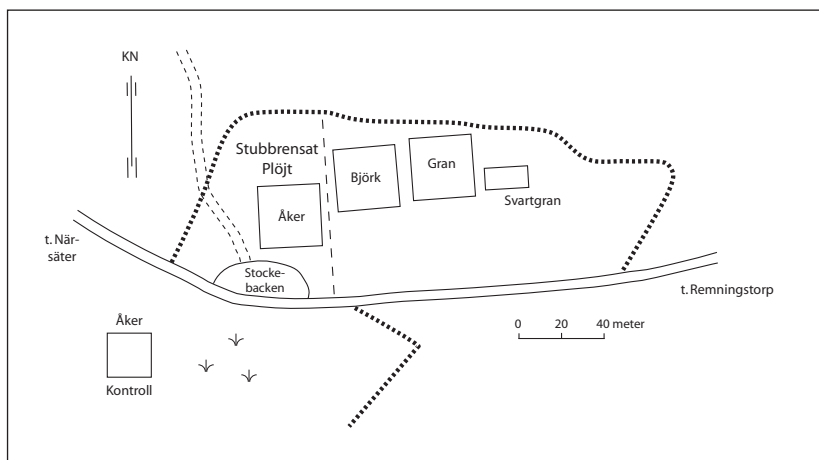 KN
Stubbrensat
Plöjt
Björk
Gran
Svartgran
Åker
t. När-
säter
Stocke-
backen
t. Remningstorp
0 20 40 meter
Åker
Kontroll